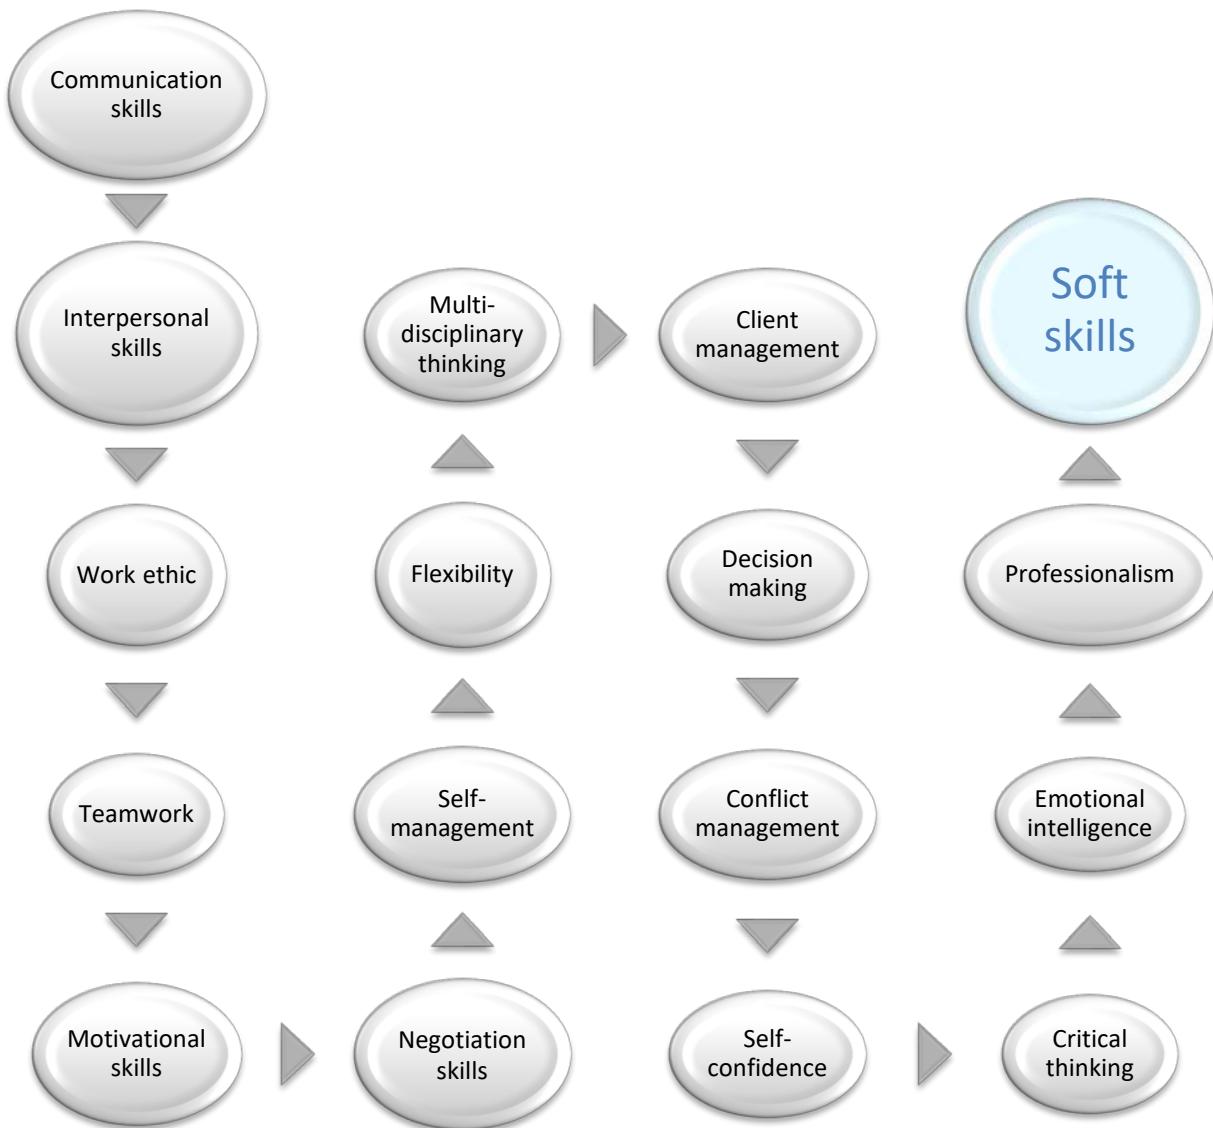 Communication
skills
Interpersonal
skills
Work ethic
Teamwork
Motivational
skills
Negotiation
skills
Self-
management
Flexibility
Multi-
disciplinary
thinking
Client
management
Decision
making
Conflict
management
Self-
confidence
Critical
thinking
Emotional
intelligence
Professionalism
Soft
skills